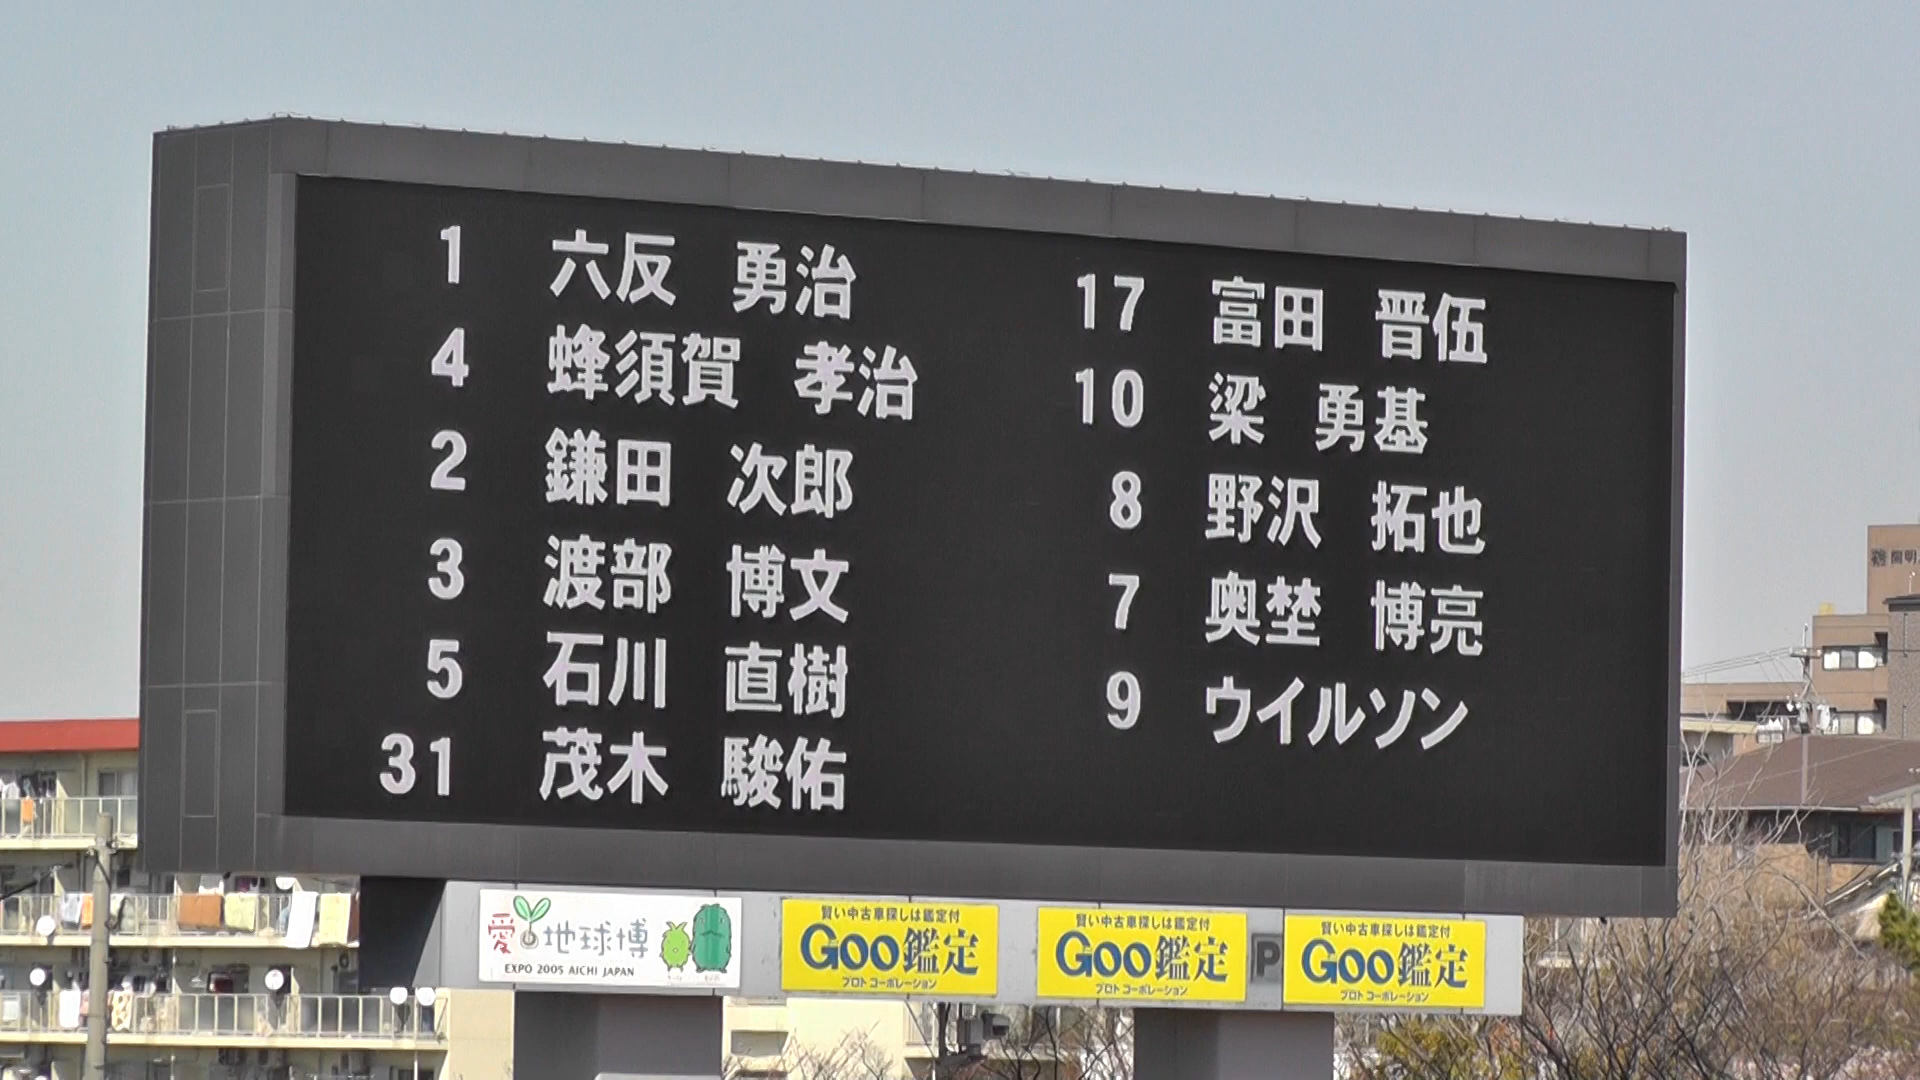 1 六反 勇治
4 蜂須賀 孝治
2 鎌田 次郎
3 渡部 博文
5 石川 直樹
31 茂木 駿佑
17 富田 晋伍
10 梁 勇基
8 野沢 拓也
7 奥埜 博亮
9 ウイルソン
愛・地球博
EXPO 2005 AICHI JAPAN
賢い中古車探しは鑑定付
Goo鑑定
プロト コーポレーション
賢い中古車探しは鑑定付
Goo鑑定
プロト コーポレーション
P
賢い中古車探しは鑑定付
Goo鑑定
プロト コーポレーション
開明